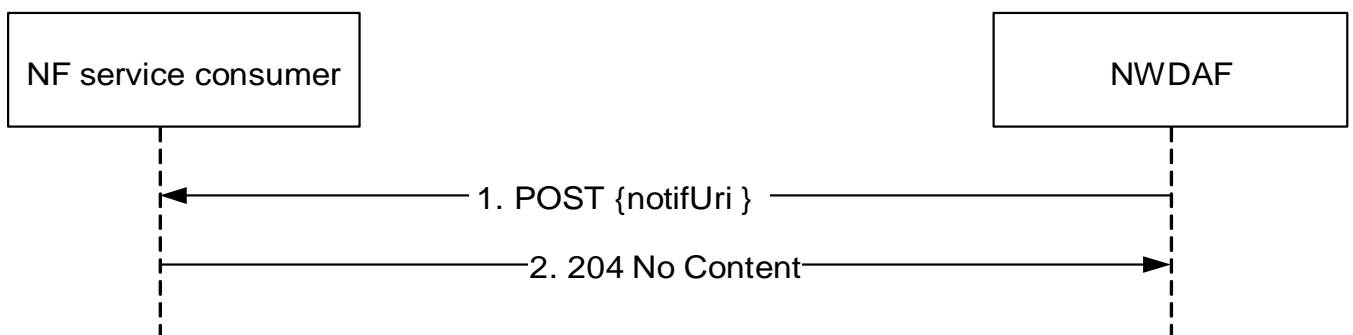 NF service consumer
NWDAF
1. POST {notifUri }
2. 204 No Content